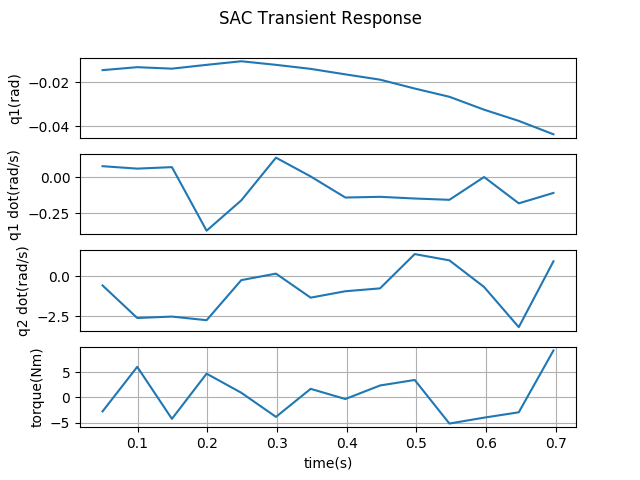 SAC Transient Response
q1(rad)
−0.02
−0.04
q1 dot(rad/s)
0.00
−0.25
q2 dot(rad/s)
0.0
−2.5
torque(Nm)
5
0
−5
0.1 0.2 0.3 0.4 0.5 0.6 0.7
time(s)